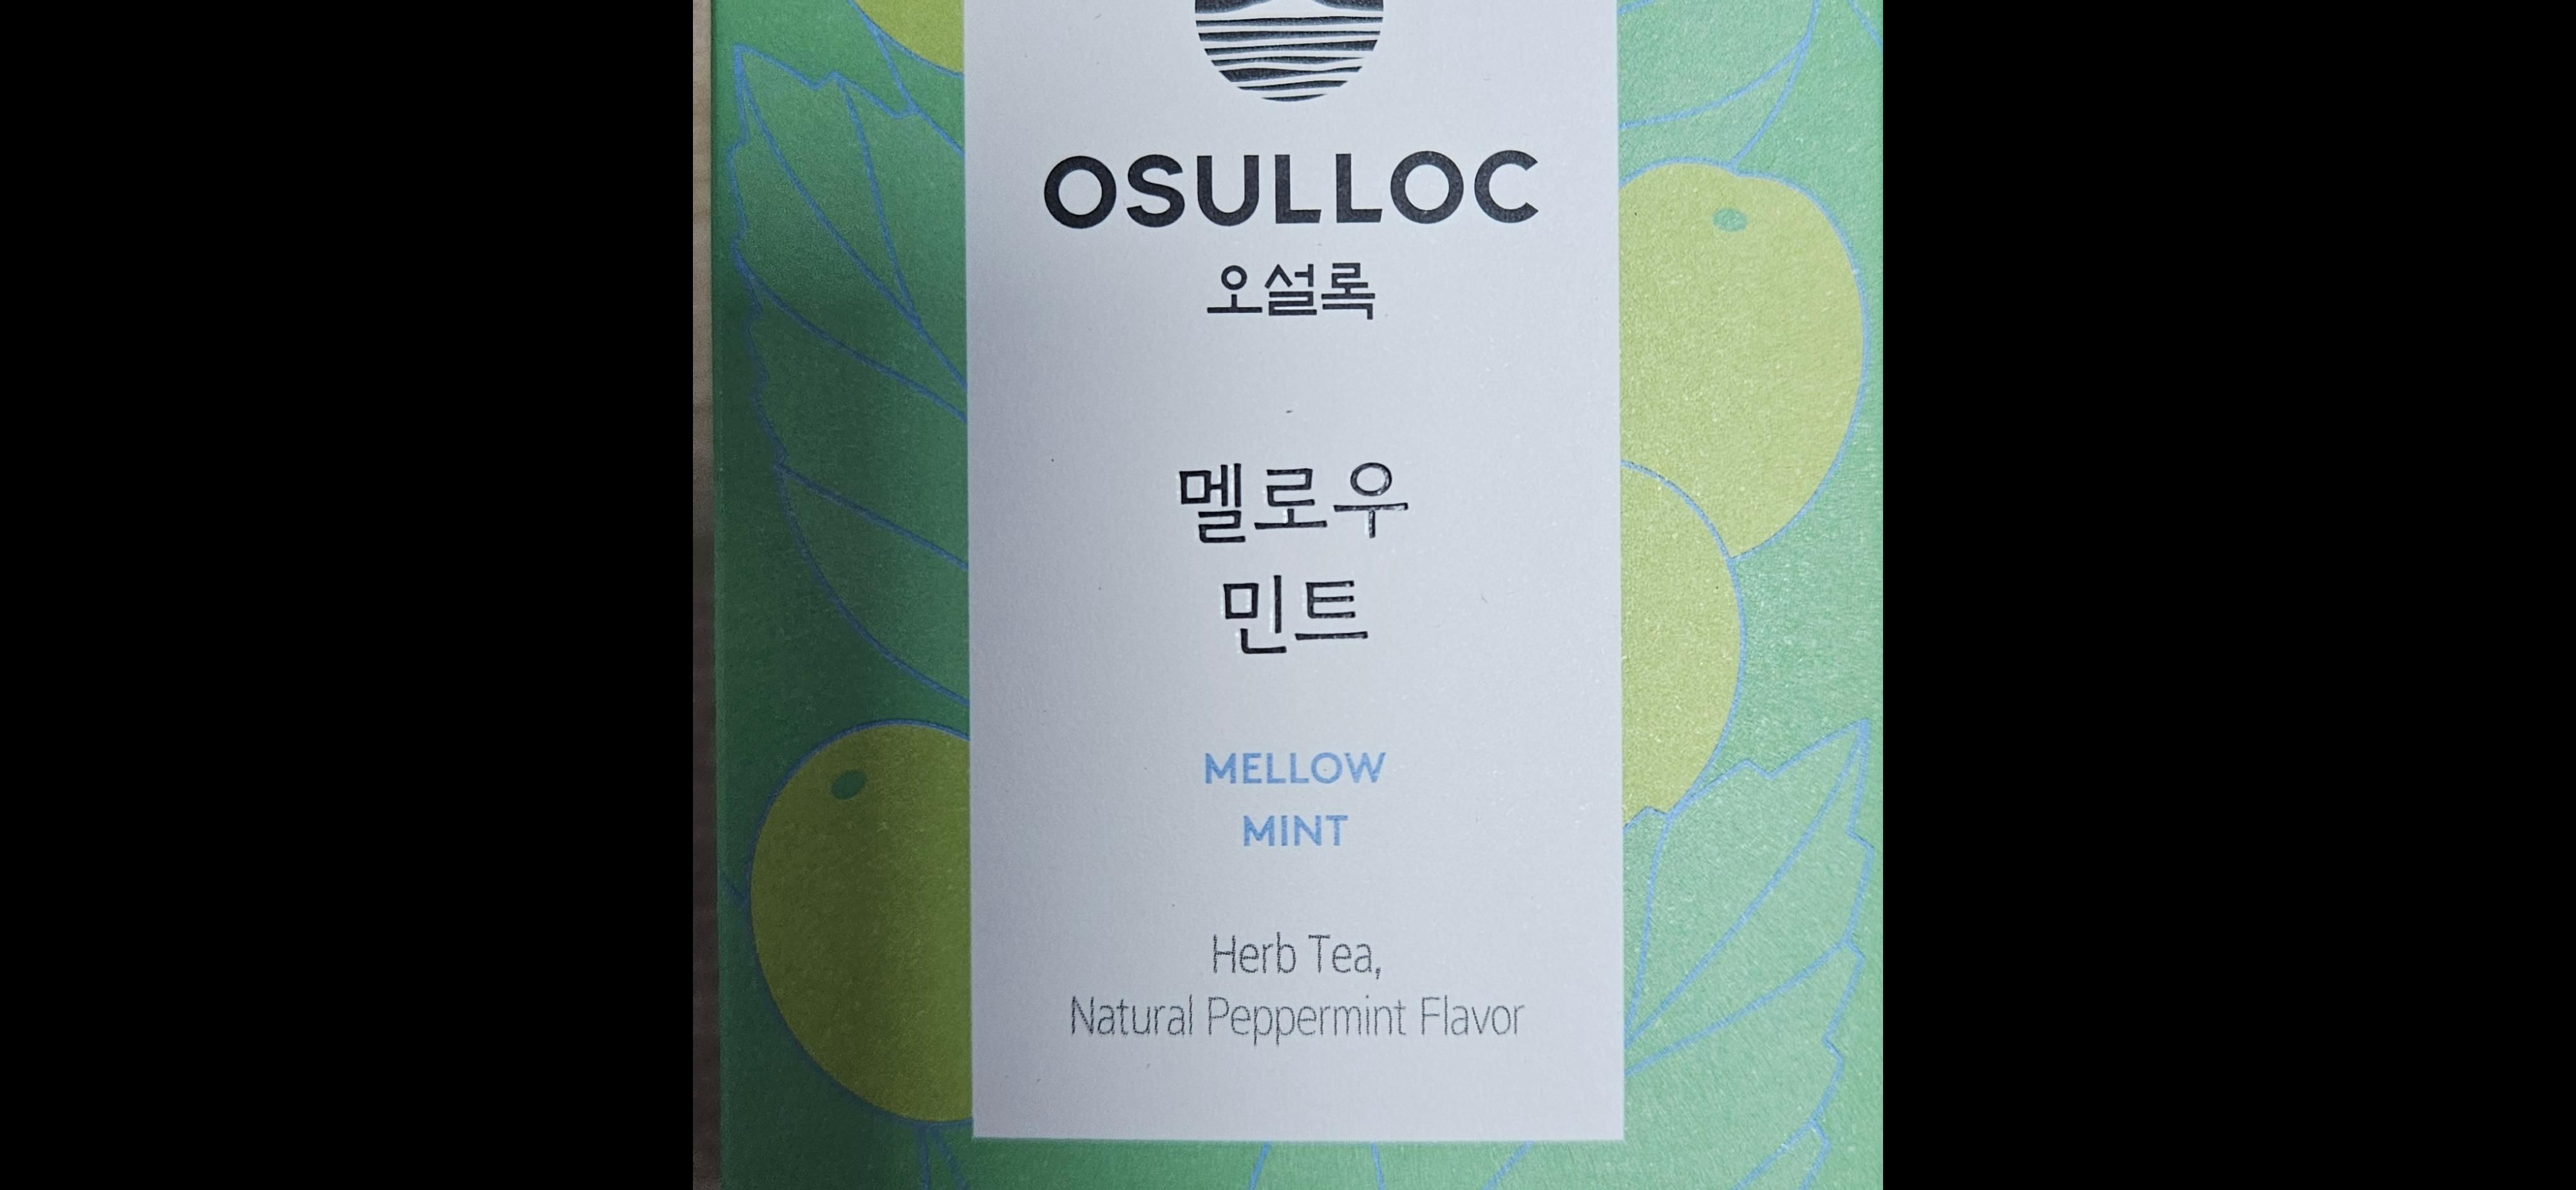 OSULLOC
오설록
멜로우
민트
MELLOW
MINT
Herb Tea,
Natural Peppermint Flavor